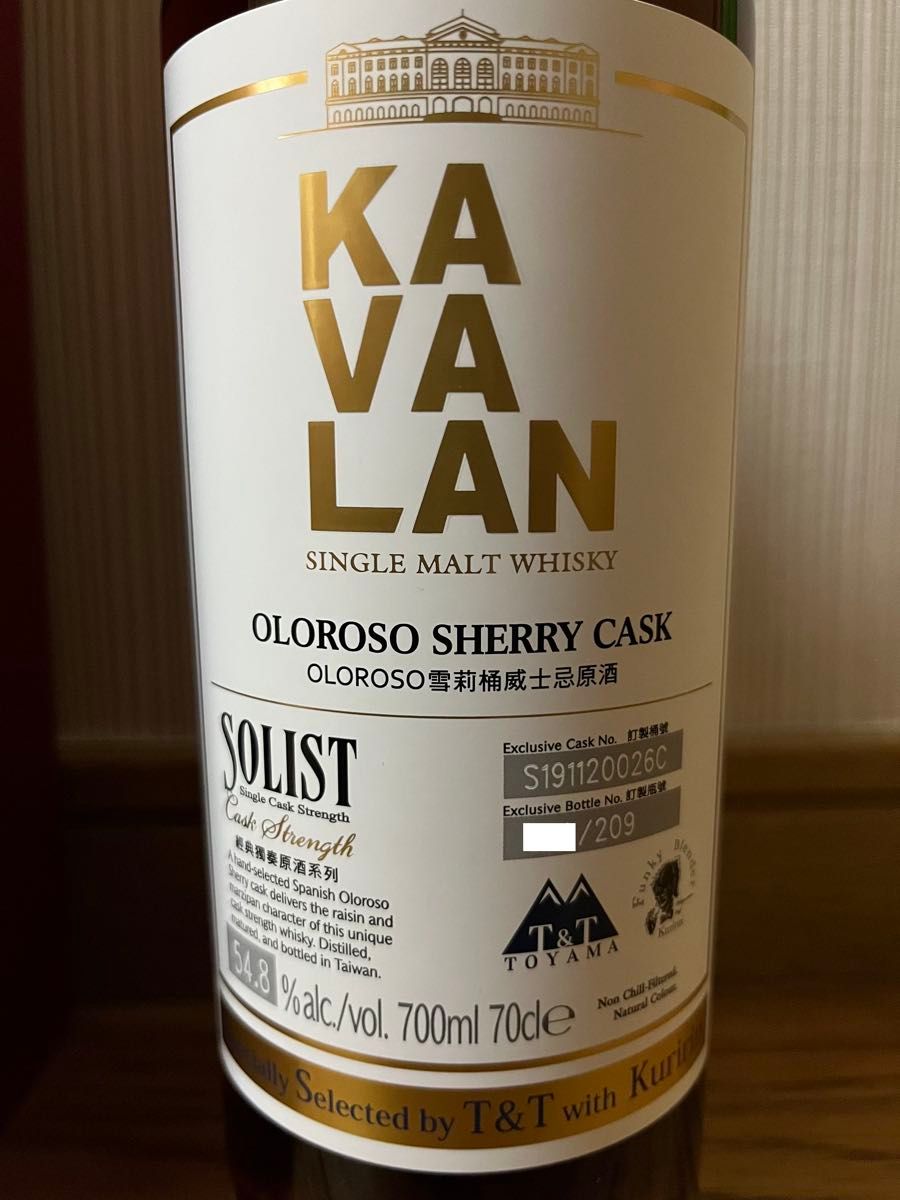 KA
VA
LAN
SINGLE MALT WHISKY
OLOROSO SHERRY CASK
OLOROSO雪莉桶威士忌原酒
SOLIST
Single Cask Strength
Cask Strength
經典獨奏原酒系列
A hand-selected Spanish Oloroso
Sherry cask delivers the raisin and
marzipan character of this unique
cask strength whisky. Distilled,
matured, and bottled in Taiwan.
54.8 %alc./vol. 700ml 70cl e
Exclusive Cask No. 訂製桶號
S191120026C
Exclusive Bottle No. 訂製瓶號
/209
T&T
TOYAMA
Funky Blenders
Non Chill-Filtered.
Natural Colour.
Selected by T&T with